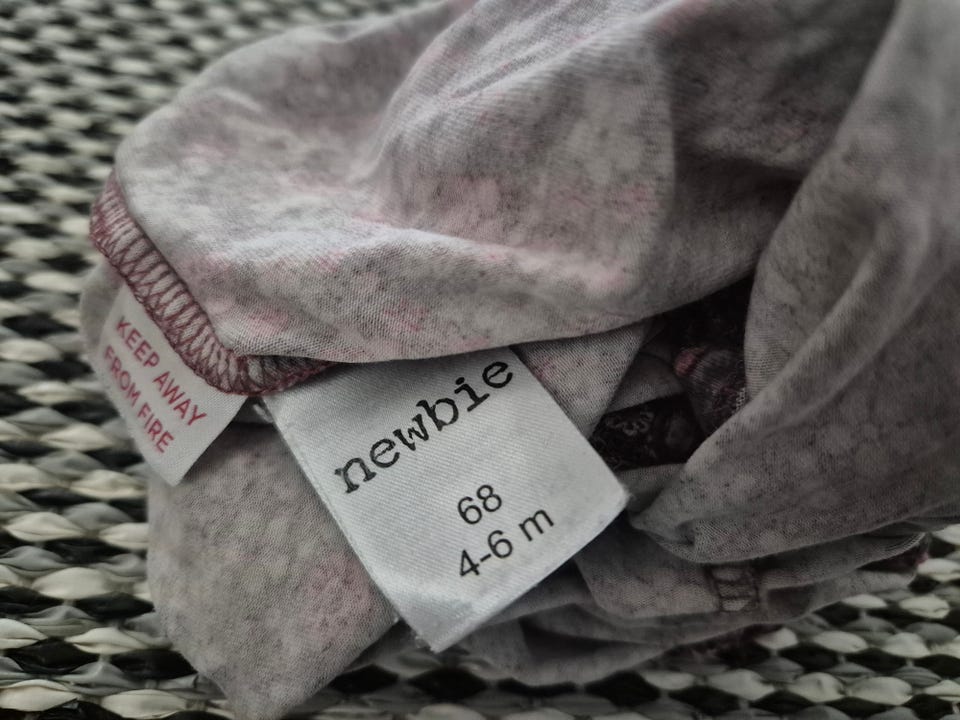 KEEP AWAY
FROM FIRE
newbie
68
4-6 m